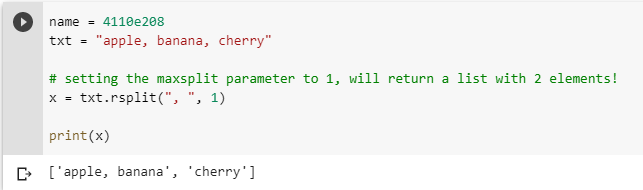 name = 4110e208
txt = "apple, banana, cherry"
# setting the maxsplit parameter to 1, will return a list with 2 elements!
x = txt.rsplit(", ", 1)
print(x)
['apple, banana', 'cherry']